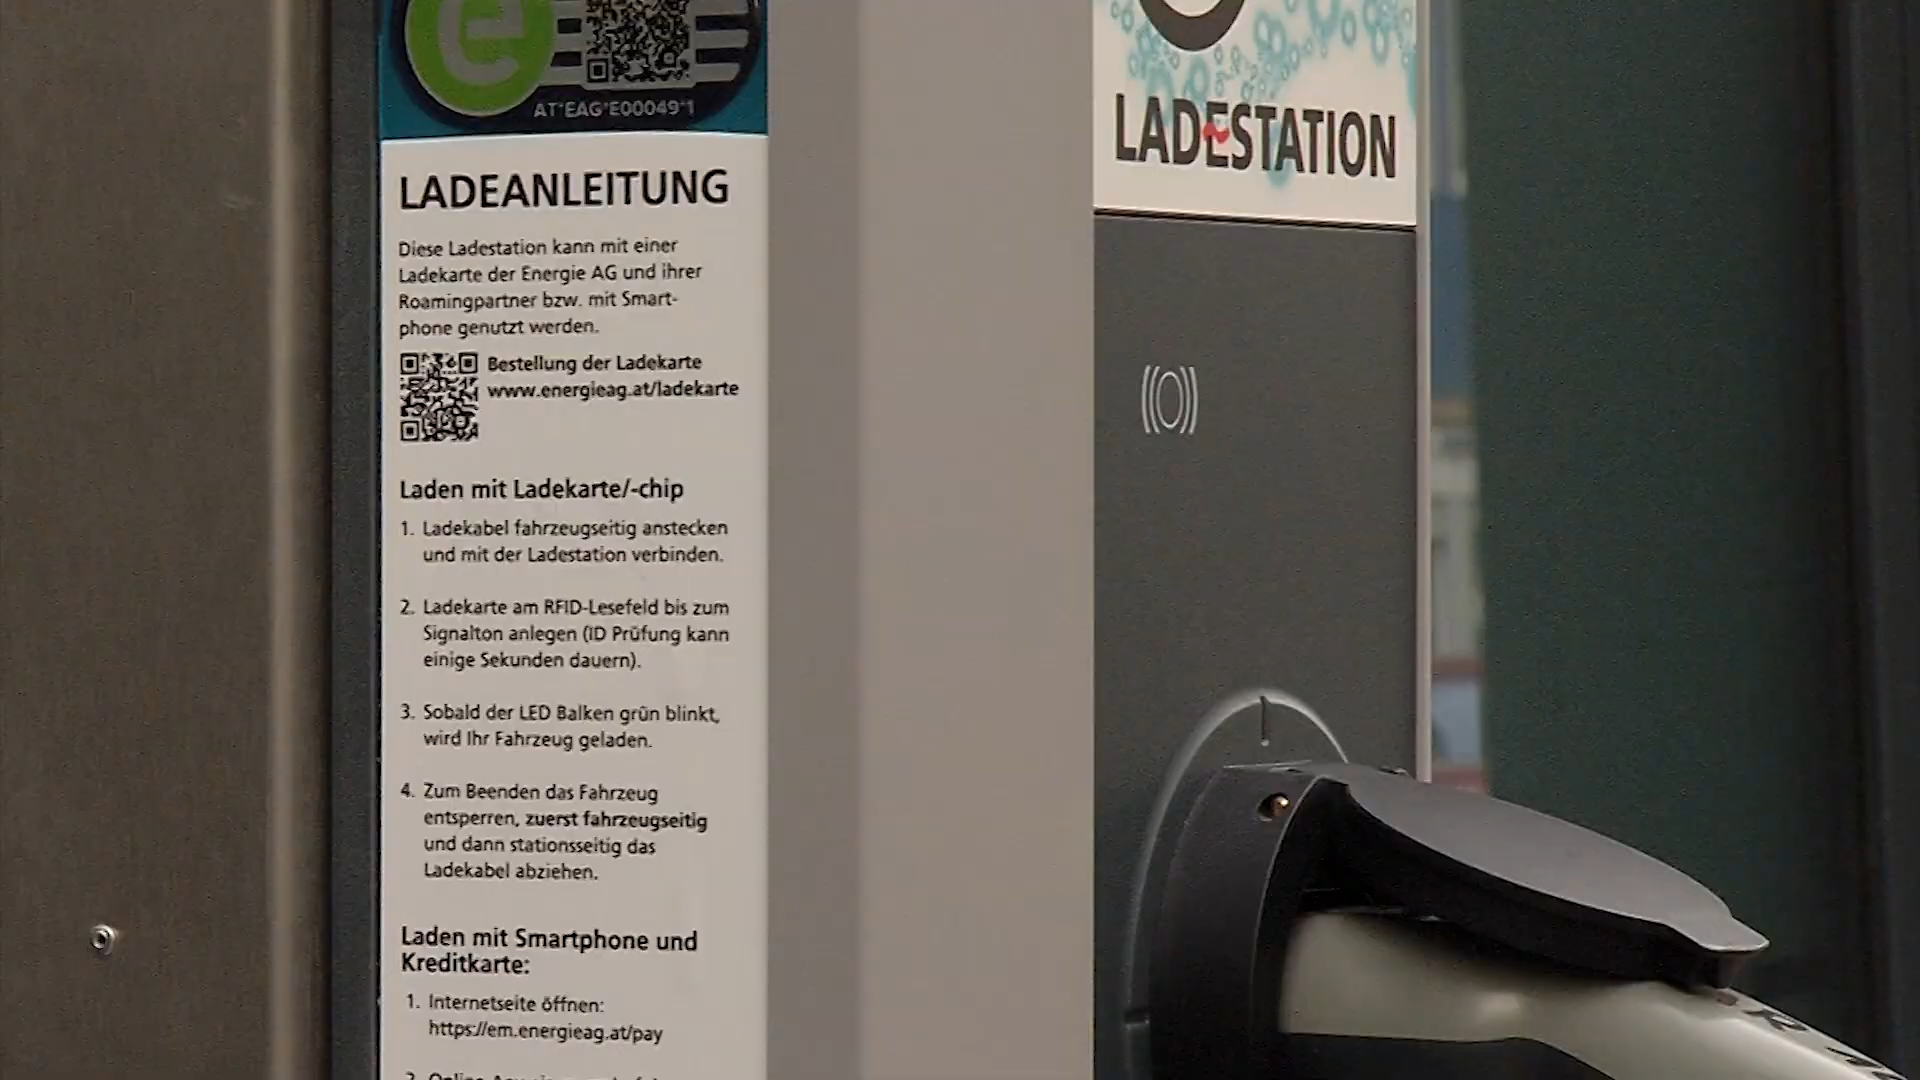 e
AT*EAG*E00049*1
LADEANLEITUNG
Diese Ladestation kann mit einer
Ladekarte der Energie AG und ihrer
Roamingpartner bzw. mit Smart-
phone genutzt werden.
Bestellung der Ladekarte
www.energieag.at/ladekarte
Laden mit Ladekarte/-chip
1. Ladekabel fahrzeugseitig anstecken
und mit der Ladestation verbinden.
2. Ladekarte am RFID-Lesefeld bis zum
Signalton anlegen (ID Prüfung kann
einige Sekunden dauern).
3. Sobald der LED Balken grün blinkt,
wird Ihr Fahrzeug geladen.
4. Zum Beenden das Fahrzeug
entsperren, zuerst fahrzeugseitig
und dann stationsseitig das
Ladekabel abziehen.
Laden mit Smartphone und
Kreditkarte:
1. Internetseite öffnen:
https://em.energieag.at/pay
LADESTATION